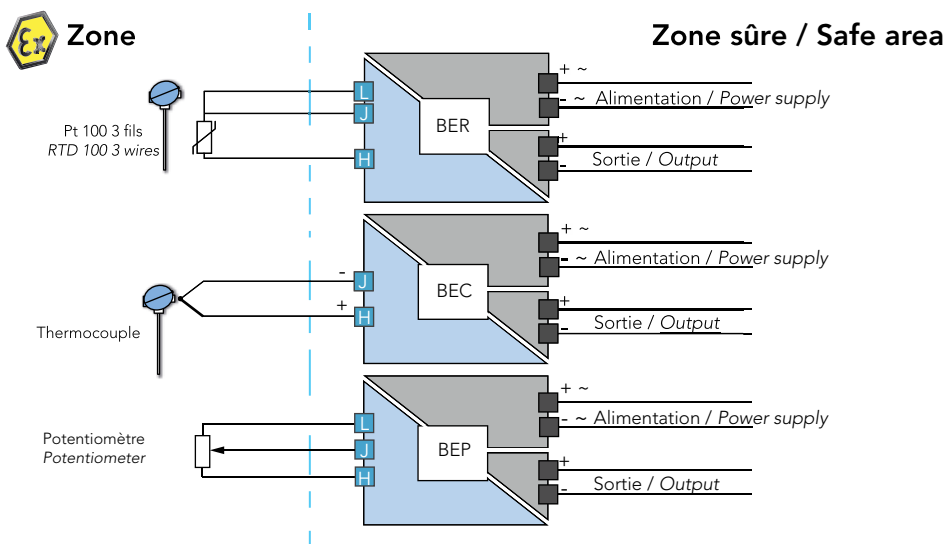 Ex Zone
Zone sûre / Safe area
Pt 100 3 fils
RTD 100 3 wires
L
J
H
BER
+ ~
- ~ Alimentation / Power supply
+
Sortie / Output
-
Thermocouple
- J
+ H
BEC
+ ~
- ~ Alimentation / Power supply
+
Sortie / Output
-
Potentiomètre
Potentiometer
L
J
H
BEP
+ ~
- ~ Alimentation / Power supply
+
Sortie / Output
-